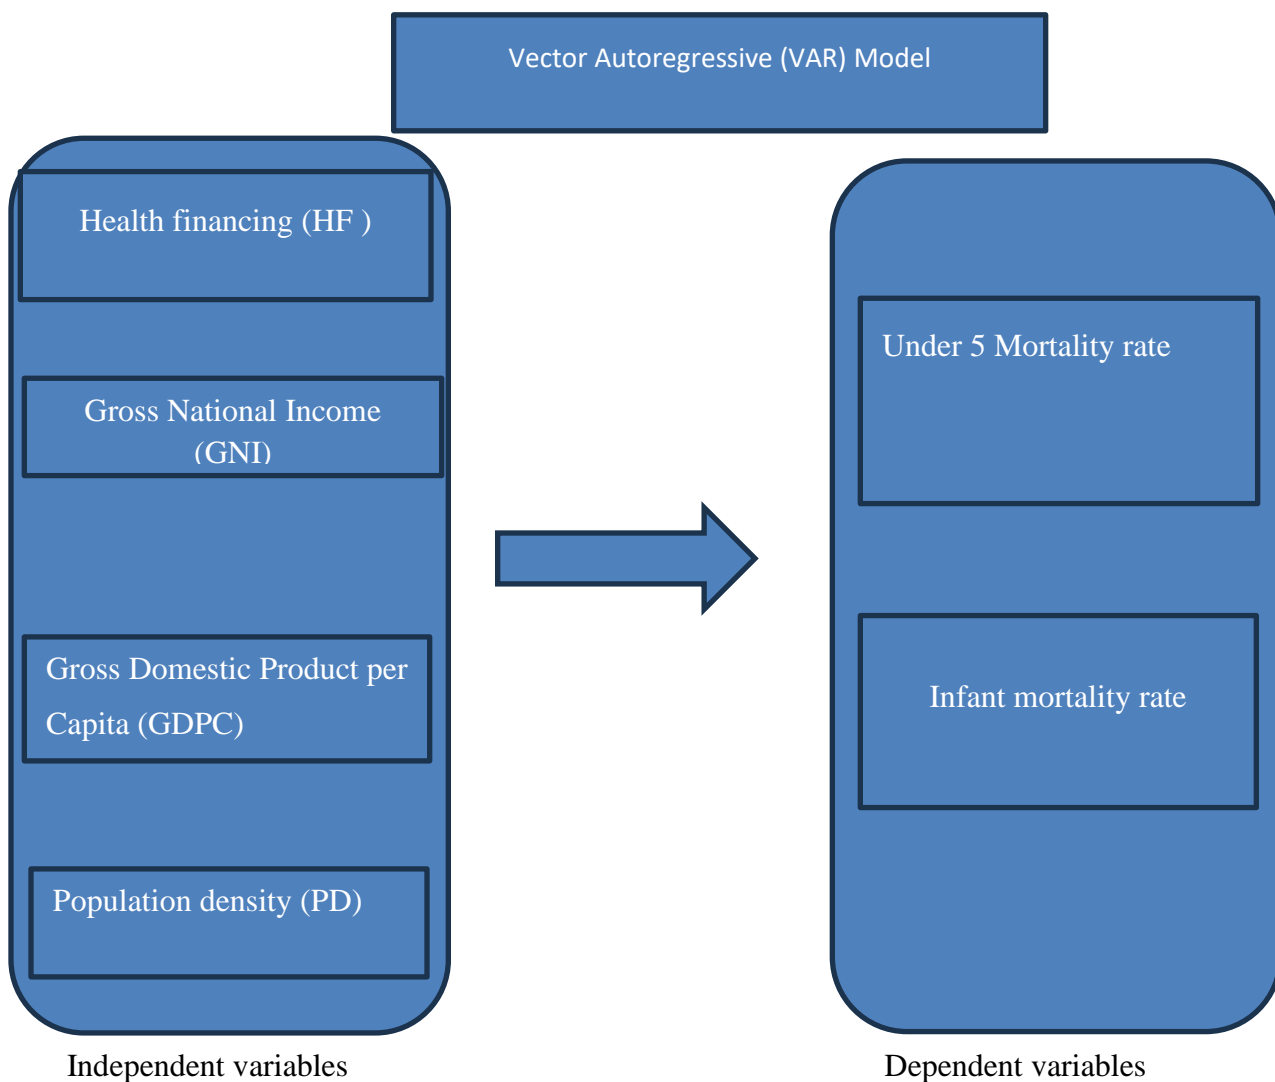 Vector Autoregressive (VAR) Model
Health financing (HF )
Gross National Income
(GNI)
Gross Domestic Product per
Capita (GDPC)
Population density (PD)
Independent variables
Under 5 Mortality rate
Infant mortality rate
Dependent variables